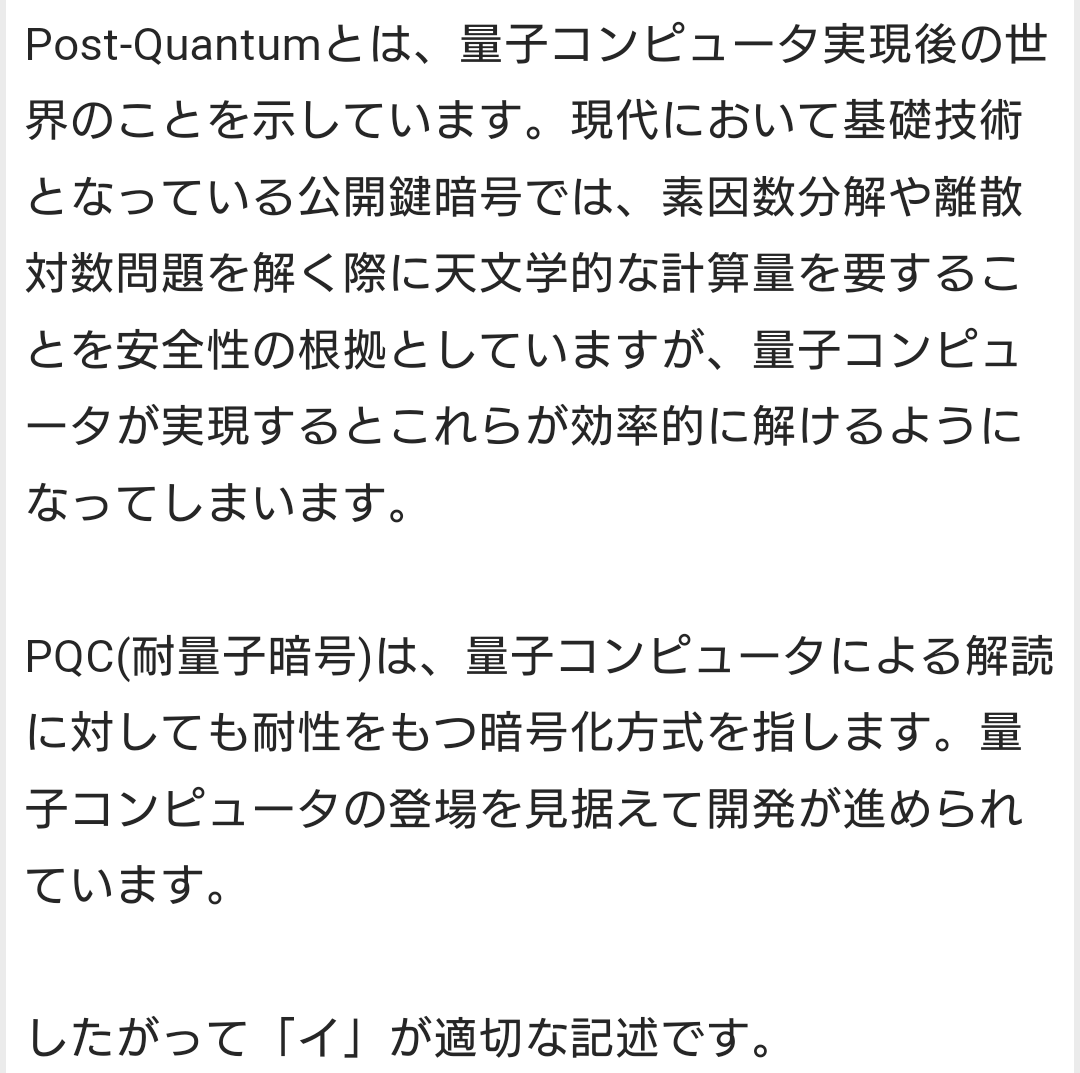 Post-Quantumとは、量子コンピュータ実現後の世
界のことを示しています。現代において基礎技術
となっている公開鍵暗号では、素因数分解や離散
対数問題を解く際に天文学的な計算量を要するこ
とを安全性の根拠としていますが、量子コンピュ
ータが実現するとこれらが効率的に解けるように
なってしまいます。
PQC(耐量子暗号)は、量子コンピュータによる解読
に対しても耐性をもつ暗号化方式を指します。量
子コンピュータの登場を見据えて開発が進められ
ています。
したがって「イ」が適切な記述です。